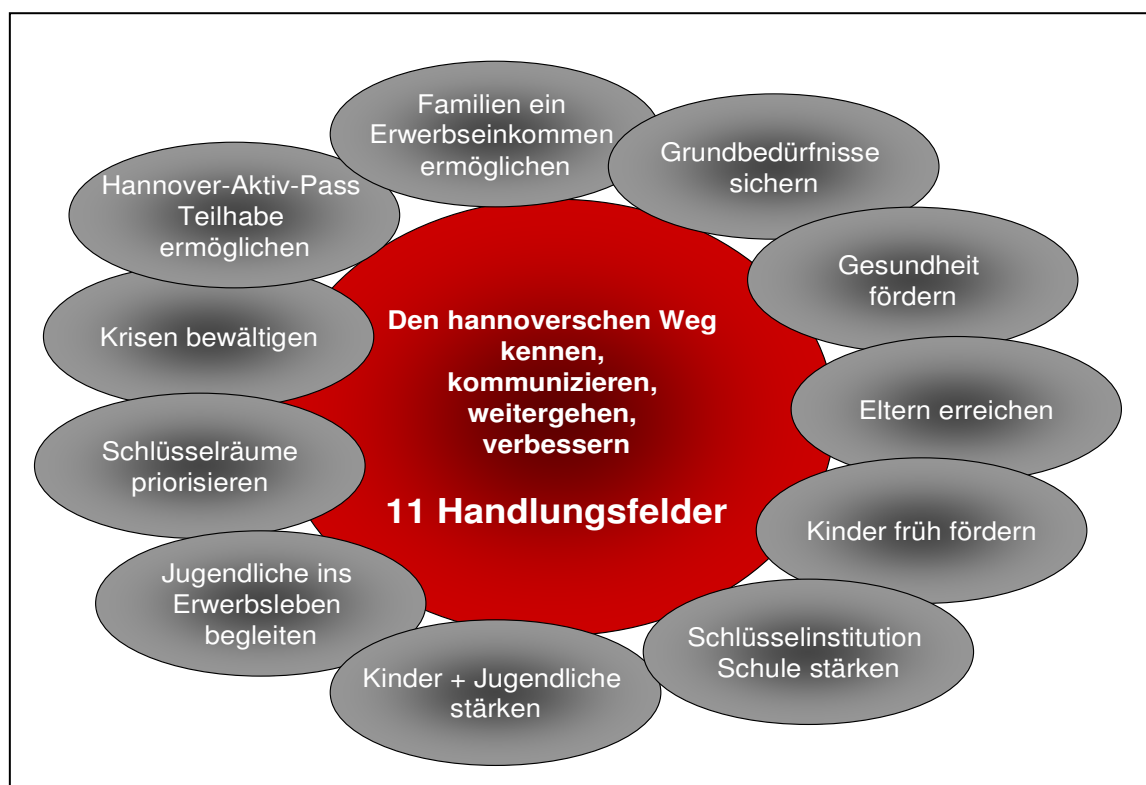 Familien ein
Erwerbseinkommen
ermöglichen
Grundbedürfnisse
sichern
Gesundheit
fördern
Eltern erreichen
Kinder früh fördern
Schlüsselinstitution
Schule stärken
Kinder + Jugendliche
stärken
Jugendliche ins
Erwerbsleben
begleiten
Schlüsselräume
priorisieren
Krisen bewältigen
Hannover-Aktiv-Pass
Teilhabe
ermöglichen
Den hannoverschen Weg
kennen,
kommunizieren,
weitergehen,
verbessern
11 Handlungsfelder